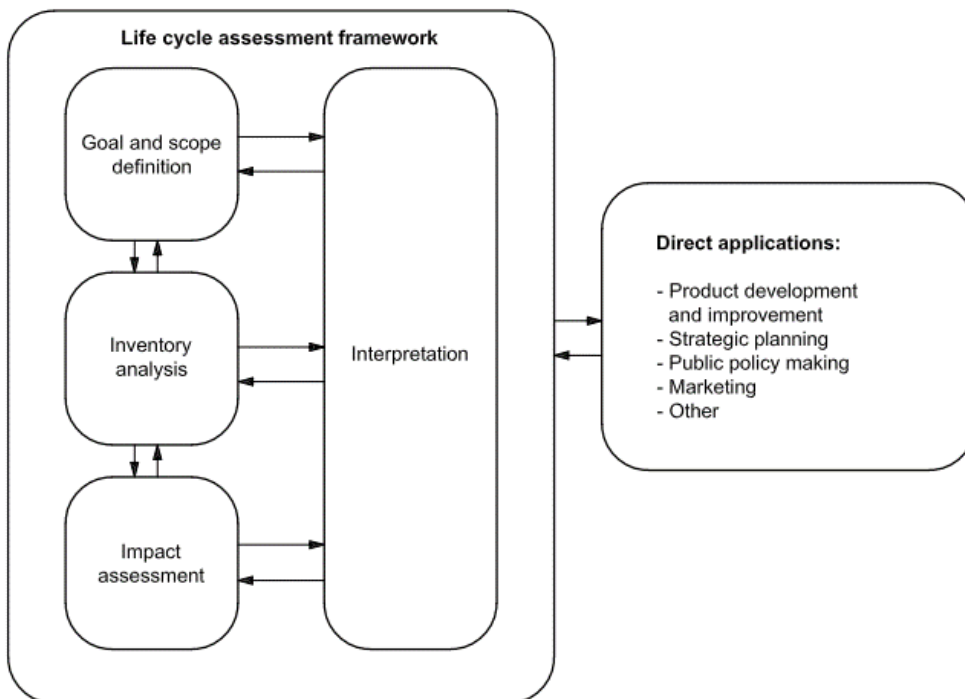 Life cycle assessment framework
Goal and scope
definition
Inventory
analysis
Impact
assessment
Interpretation
Direct applications:
- Product development
and improvement
- Strategic planning
- Public policy making
- Marketing
- Other